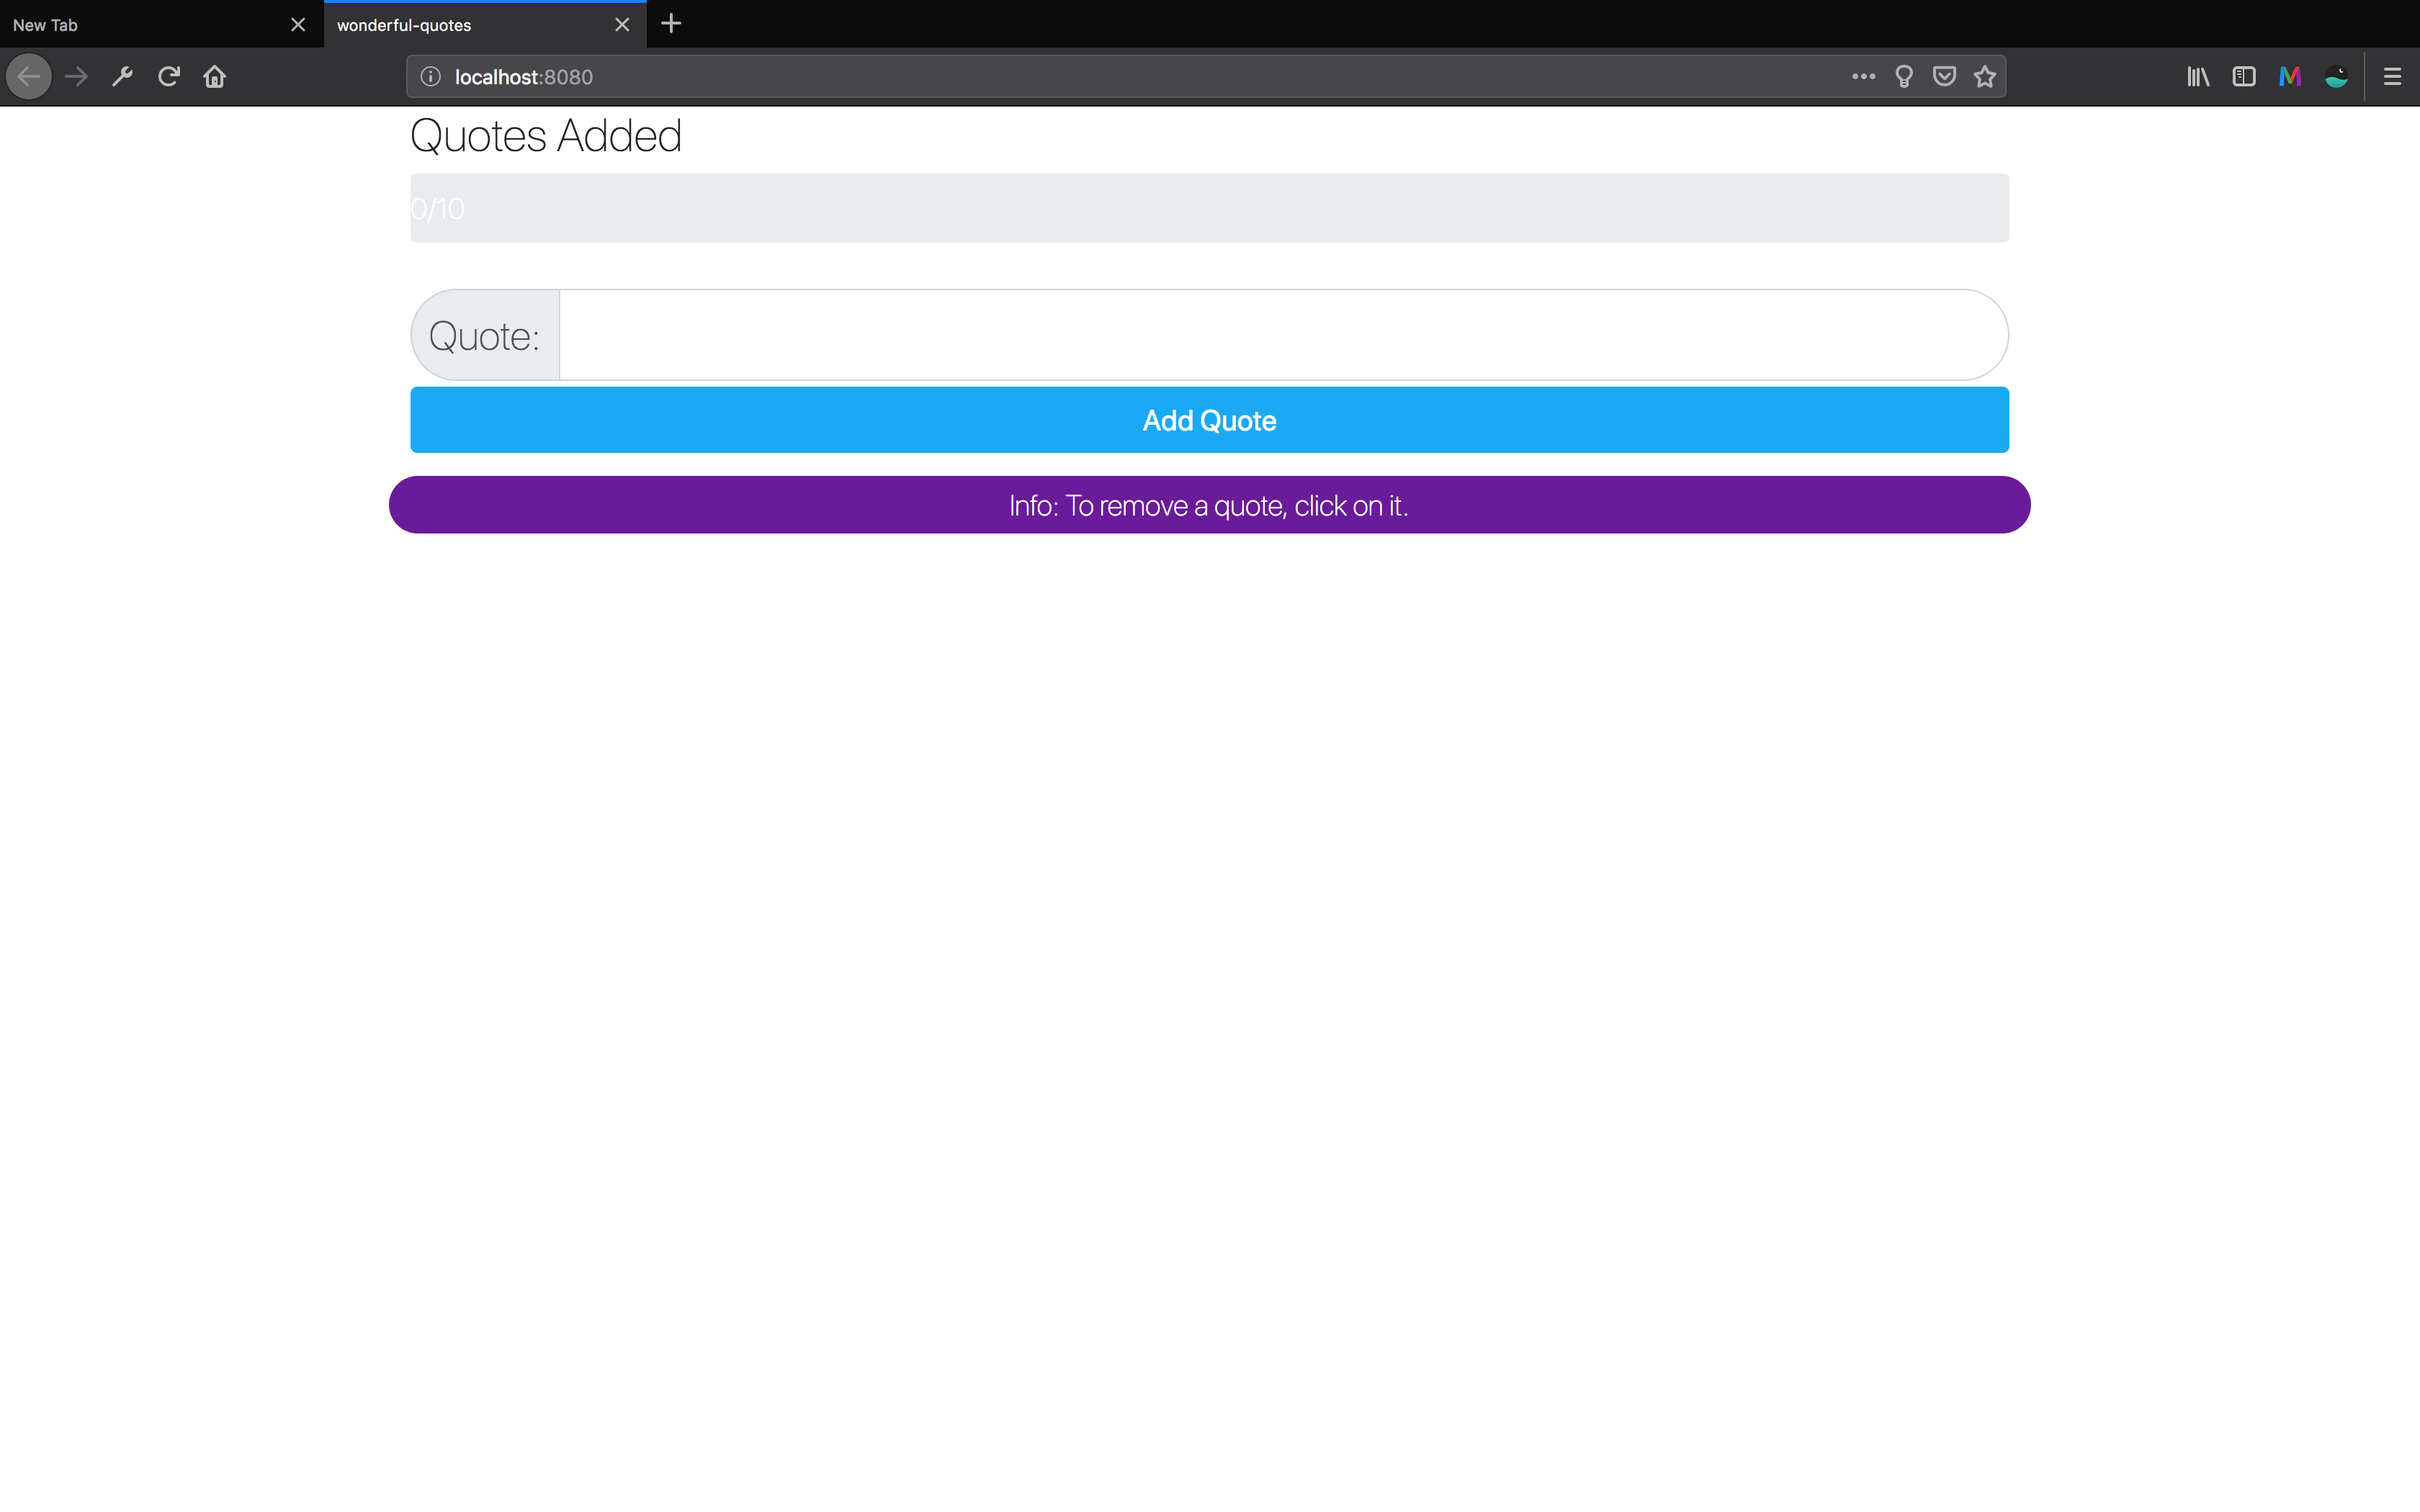 New Tab
wonderful-quotes
localhost:8080
Quotes Added
0/10
Quote:
Add Quote
Info: To remove a quote, click on it.